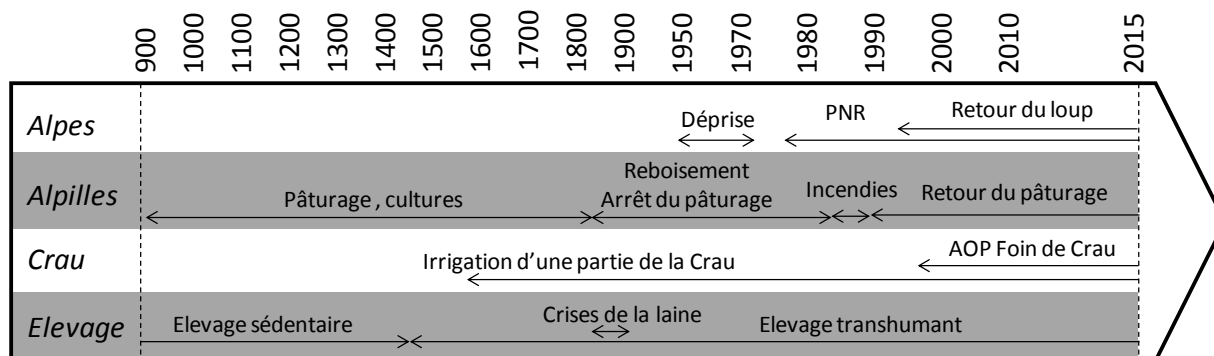 900 1000 1100 1200 1300 1400 1500 1600 1700 1800 1900 1950 1970 1980 1990 2000 2010 2015
Alpes Déprise PNR Retour du loup
Reboisement
Alpilles Pâturage , cultures Arrêt du pâturage Incendies Retour du pâturage
Crau Irrigation d'une partie de la Crau AOP Foin de Crau
Crises de la laine
Elevage Elevage sédentaire Elevage transhumant